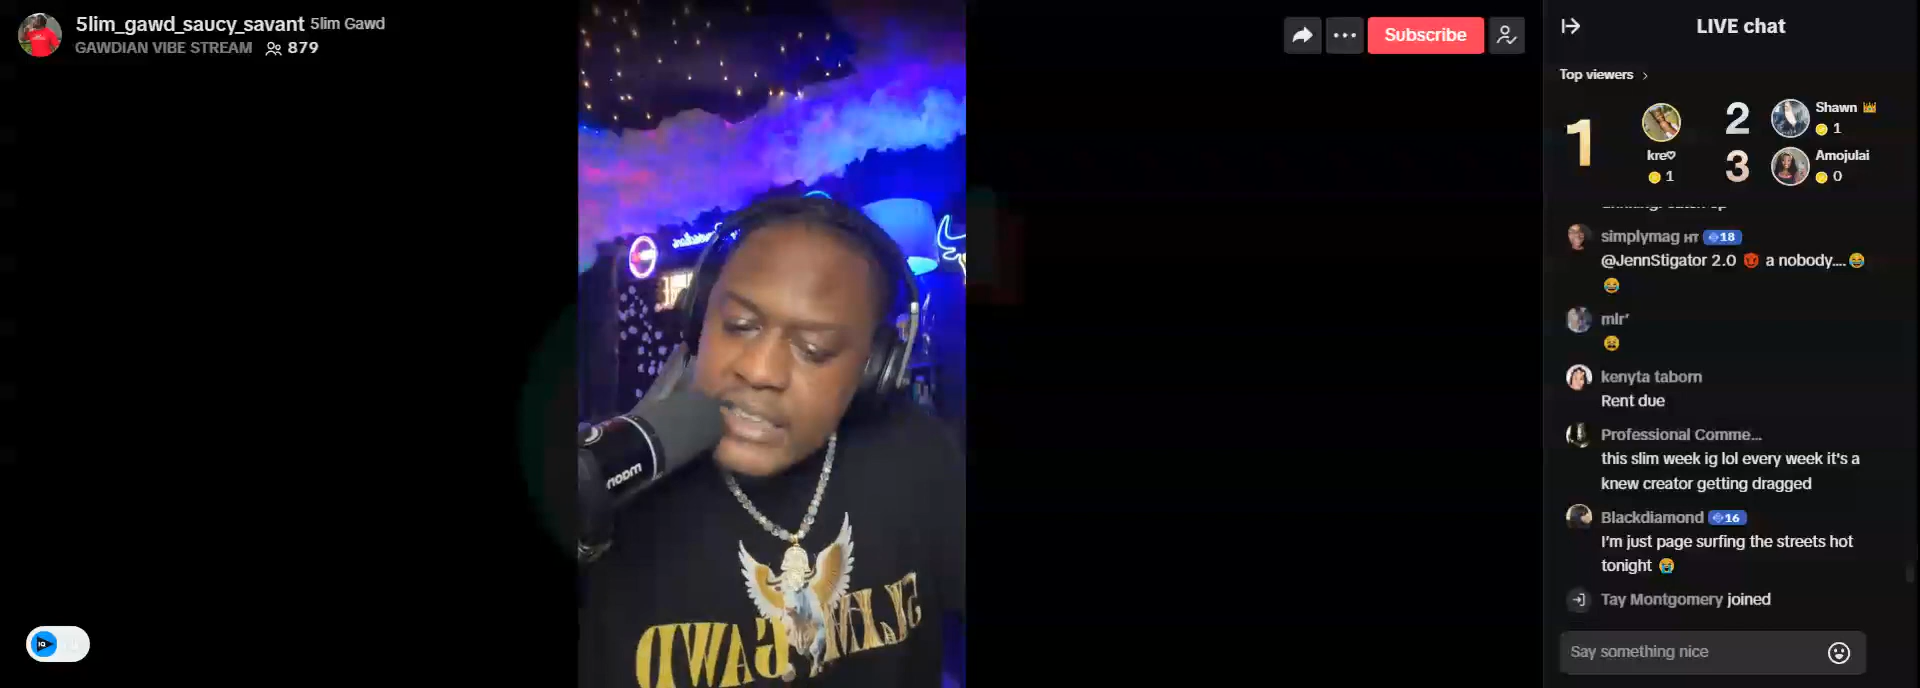 5lim_gawd_saucy_savant 5lim Gawd
GAWDIAN VIBE STREAM 879
Subscribe
LIVE chat
Top viewers
1
kre♡
1
2
Shawn
1
3
Amojulai
0
simplymag HT 18
@JennStigator 2.0 😈 a nobody....😂
😂
mlr'
😩
kenyta taborn
Rent due
Professional Comme...
this slim week ig lol every week it's a
knew creator getting dragged
Blackdiamond 16
I'm just page surfing the streets hot
tonight 😭
Tay Montgomery joined
Say something nice
maono
SLIM GAWD